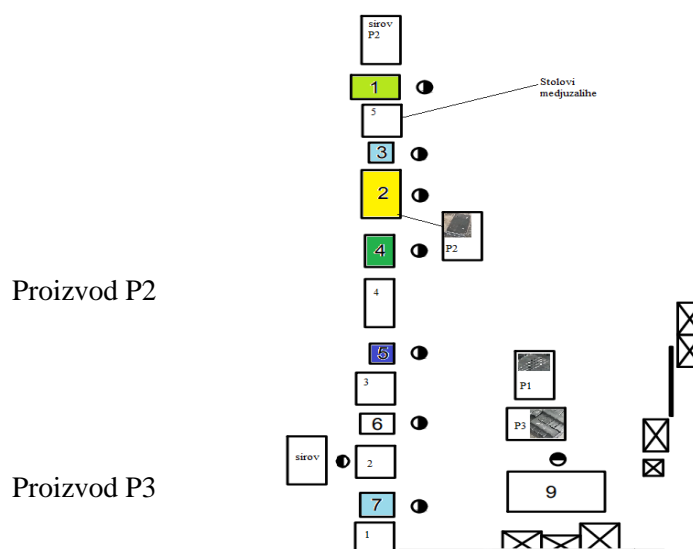 sirov
P2
1
Stolovi
medjuzalihe
5
3
2
P2
4
Proizvod P2
4
5
P1
3
6
P3
sirov
2
Proizvod P3
9
7
1